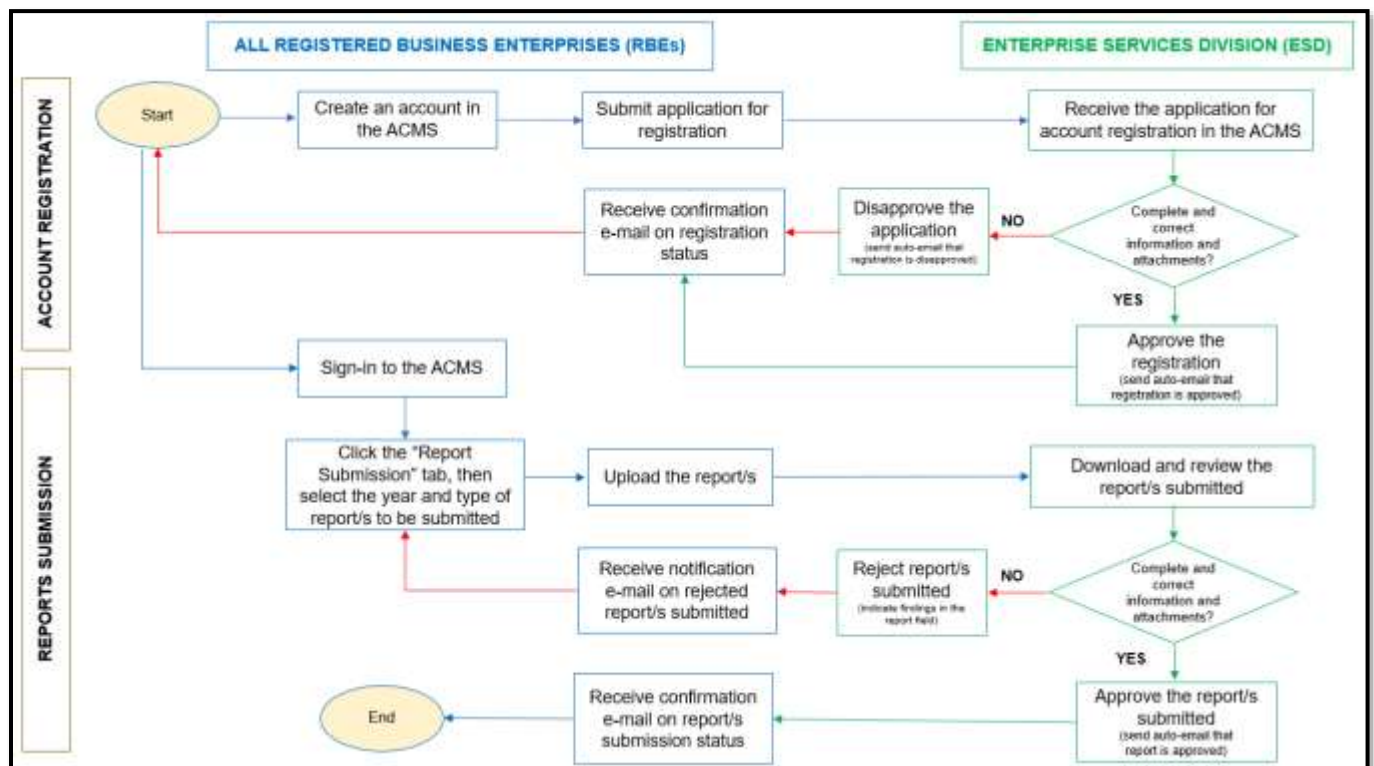 ALL REGISTERED BUSINESS ENTERPRISES (RBEs)
ENTERPRISE SERVICES DIVISION (ESD)
ACCOUNT REGISTRATION
Start
Create an account in
the ACMS
Submit application for
registration
Receive the application for
account registration in the ACMS
Receive confirmation
e-mail on registration
status
Disapprove the
application
(send auto-email that
registration is disapproved)
NO
Complete and
correct
information and
attachments?
YES
Approve the
registration
(send auto-email that
registration is approved)
Sign-in to the ACMS
REPORTS SUBMISSION
Click the "Report
Submission" tab, then
select the year and type of
report/s to be submitted
Upload the report/s
Download and review the
report/s submitted
Receive notification
e-mail on rejected
report/s submitted
Reject report/s
submitted
(indicate findings in the
report field)
NO
Complete and
correct
information and
attachments?
YES
End
Receive confirmation
e-mail on report/s
submission status
Approve the report/s
submitted
(send auto-email that
report is approved)